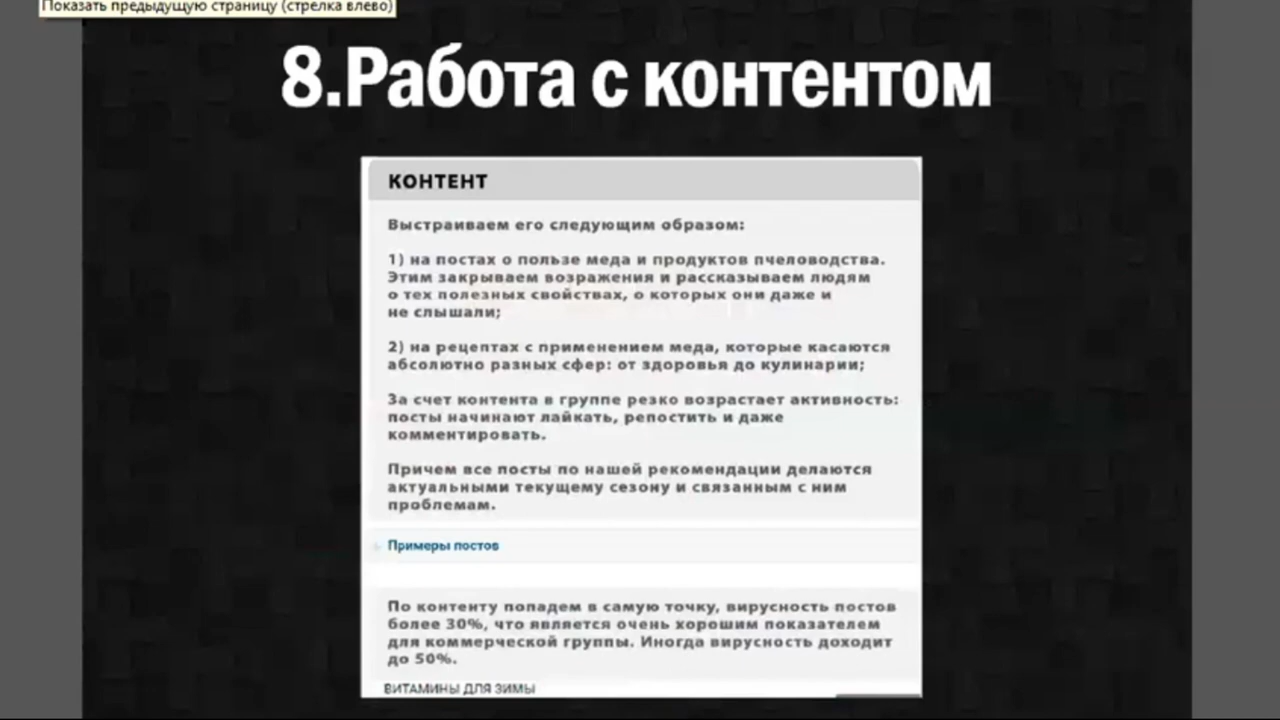 Показать предыдущую страницу (стрелка влево)
8.Работа с контентом
КОНТЕНТ
Выстраиваем его следующим образом:
1) на постах о пользе меда и продуктов пчеловодства.
Этим закрываем возражения и рассказываем людям
о тех полезных свойствах, о которых они даже и
не слышали;
2) на рецептах с применением меда, которые касаются
абсолютно разных сфер: от здоровья до кулинарии;
За счет контента в группе резко возрастает активность:
посты начинают лайкать, репостить и даже
комментировать.
Причем все посты по нашей рекомендации делаются
актуальными текущему сезону и связанным с ним
проблемам.
Примеры постов
По контенту попадем в самую точку, вирусность постов
более 30%, что является очень хорошим показателем
для коммерческой группы. Иногда вирусность доходит
до 50%.
ВИТАМИНЫ ДЛЯ ЗИМЫ